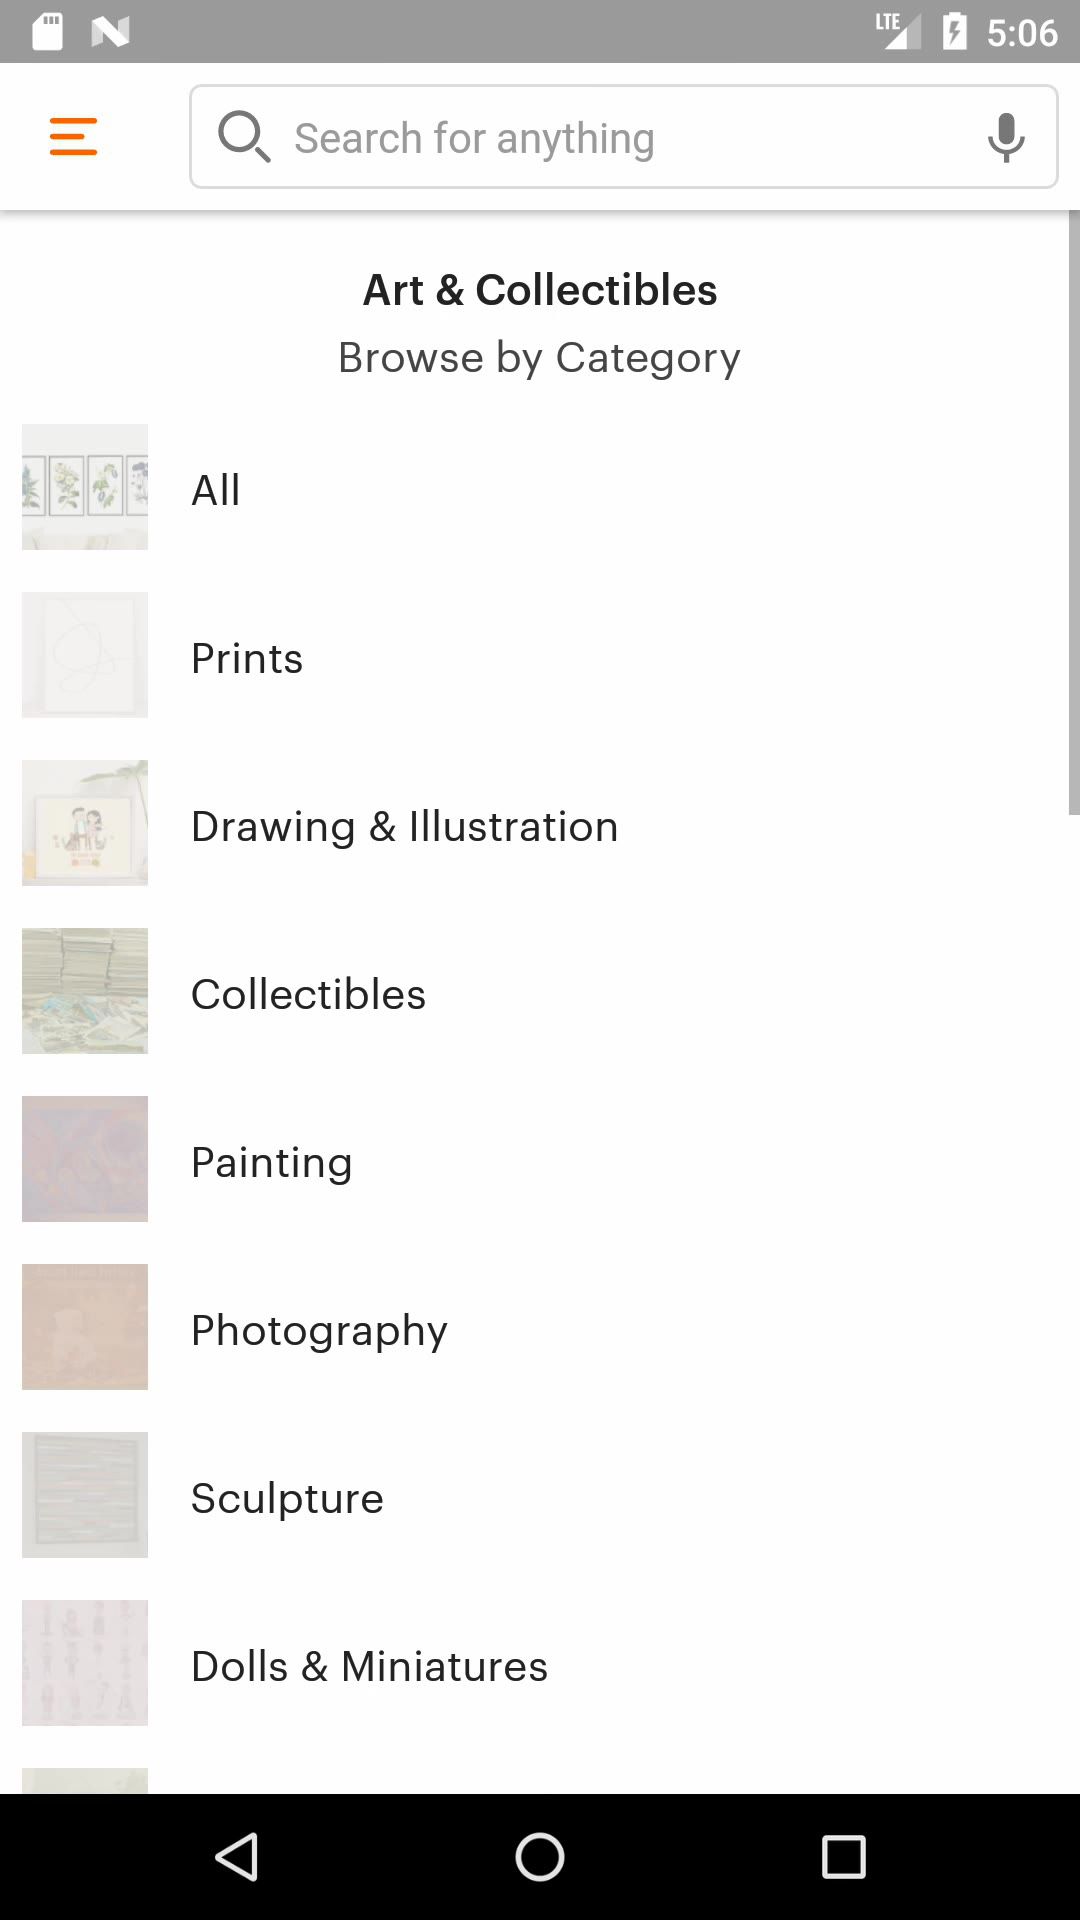 LTE 5:06
Search for anything
Art & Collectibles
Browse by Category
All
Prints
Drawing & Illustration
Collectibles
Painting
Photography
Sculpture
Dolls & Miniatures